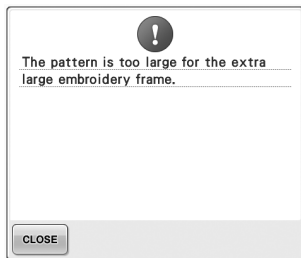 The pattern is too large for the extra
large embroidery frame.
CLOSE